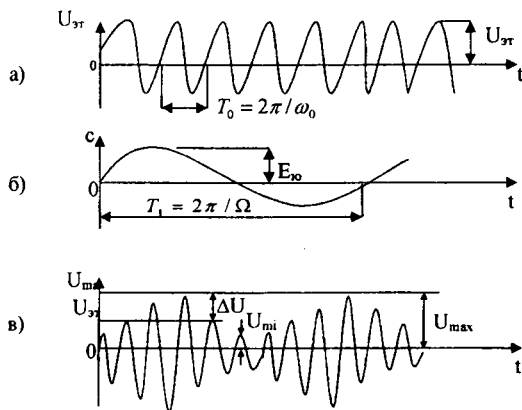 U_эт
U_эт
а)
0
t
T_0 = 2π/ω_0
c
E_ю
б)
0
t
T_1 = 2π / Ω
U_ma
U_эт
ΔU
U_mi
U_max
в)
0
t